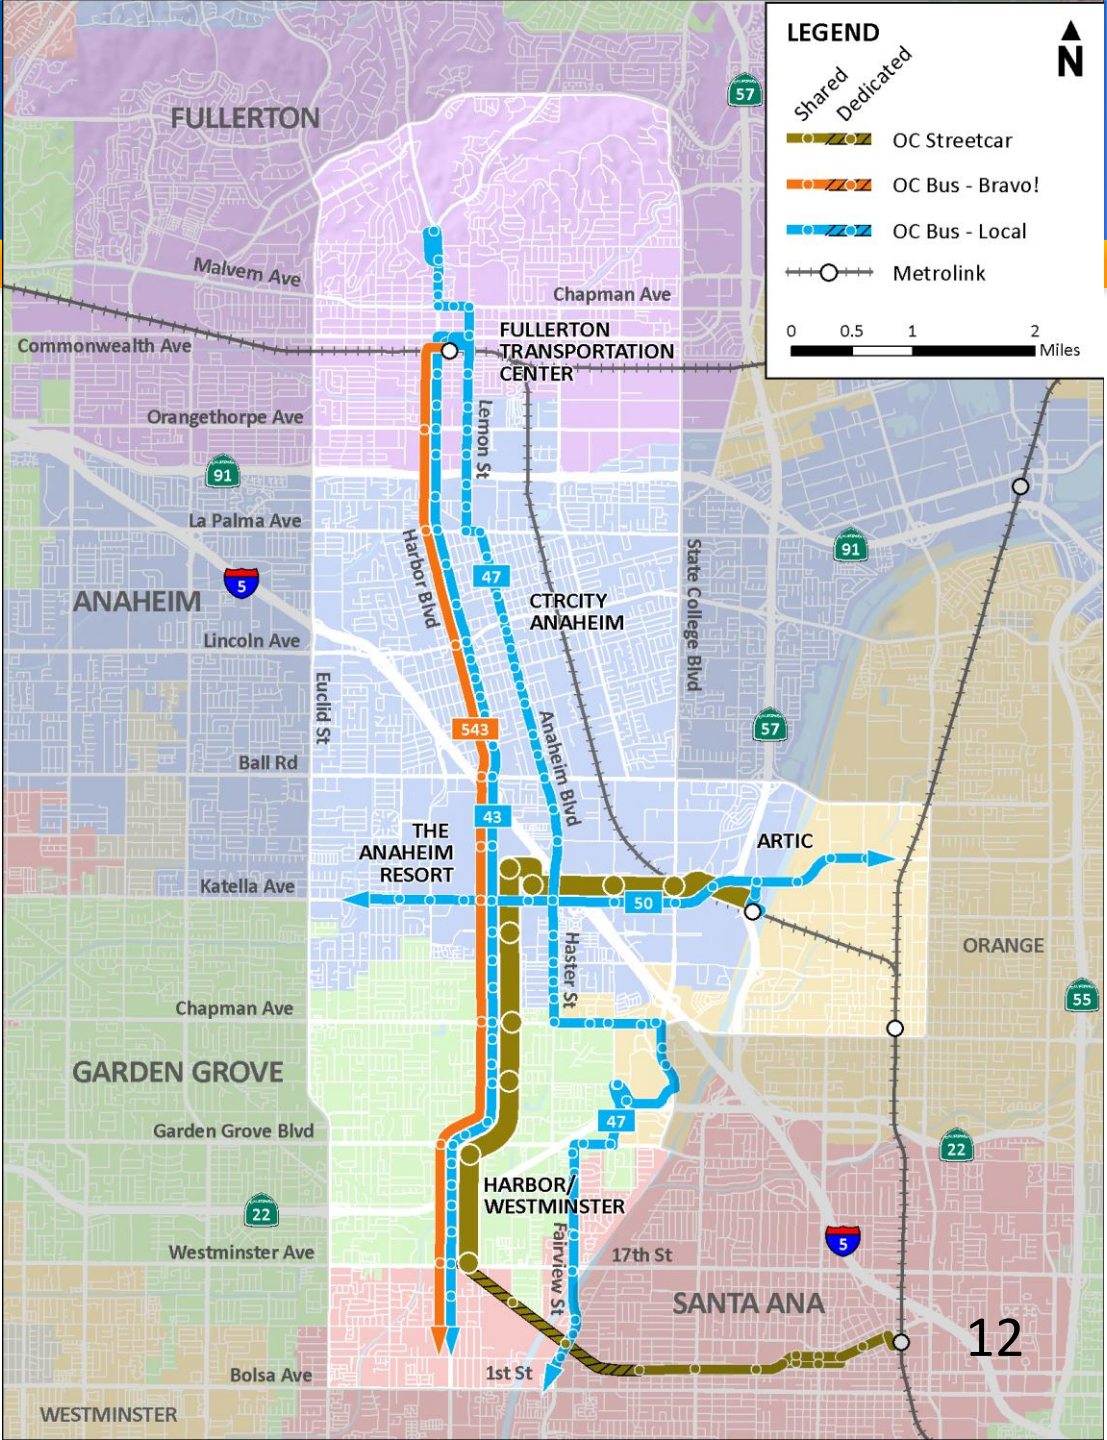 LEGEND
N
Shared
Dedicated
OC Streetcar
OC Bus - Bravo!
OC Bus - Local
Metrolink
0 0.5 1 2
Miles
57
FULLERTON
Malvern Ave
Chapman Ave
Commonwealth Ave
FULLERTON
TRANSPORTATION
CENTER
Orangethorpe Ave
Lemon St
91
La Palma Ave
Harbor Blvd
State College Blvd
91
5
47
ANAHEIM
CTRCITY
ANAHEIM
Lincoln Ave
Euclid St
543
Anaheim Blvd
57
Ball Rd
43
THE
ANAHEIM
RESORT
ARTIC
Katella Ave
50
Haster St
ORANGE
55
Chapman Ave
GARDEN GROVE
47
Garden Grove Blvd
22
HARBOR/
WESTMINSTER
22
Westminster Ave
Fairview St
17th St
5
SANTA ANA
12
Bolsa Ave
1st St
WESTMINSTER